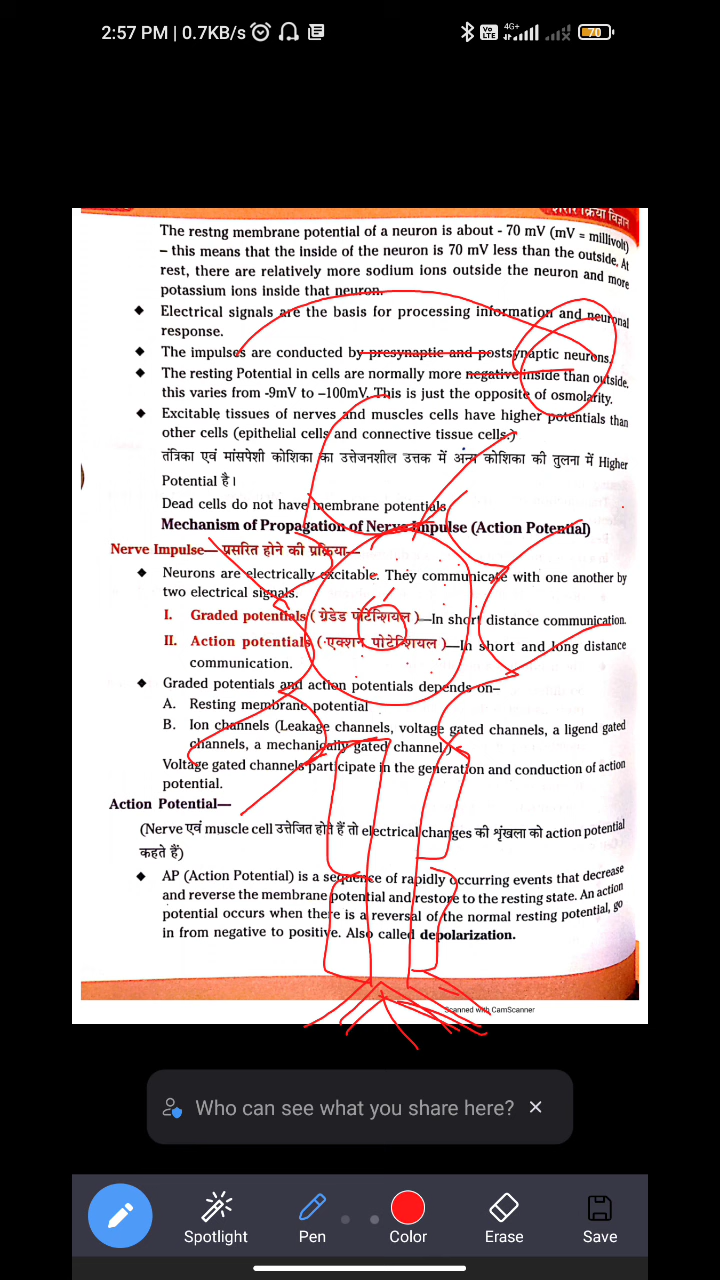 2:57 PM | 0.7KB/s
Vo LTE 4G+ 70
शरीर क्रिया विज्ञान
The restng membrane potential of a neuron is about - 70 mV (mV = millivolt)
– this means that the inside of the neuron is 70 mV less than the outside. At
rest, there are relatively more sodium ions outside the neuron and more
potassium ions inside that neuron.
◆ Electrical signals are the basis for processing information and neuronal
response.
◆ The impulses are conducted by presynaptic and postsynaptic neurons.
◆ The resting Potential in cells are normally more negative inside than outside.
this varies from -9mV to –100mV. This is just the opposite of osmolarity.
◆ Excitable tissues of nerves and muscles cells have higher potentials than
other cells (epithelial cells and connective tissue cells.)
तंत्रिका एवं मांसपेशी कोशिका का उत्तेजनशील उत्तक में अन्य कोशिका की तुलना में Higher
Potential है।
Dead cells do not have membrane potentials.
Mechanism of Propagation of Nerve Impulse (Action Potential)
Nerve Impulse— प्रसरित होने की प्रक्रिया—
◆ Neurons are electrically excitable. They communicate with one another by
two electrical signals.
I. Graded potentials ( ग्रेडेड पोटेन्शियल )—In short distance communication.
II. Action potentials ( एक्शन पोटेन्शियल )—In short and long distance
communication.
◆ Graded potentials and action potentials depends on–
A. Resting membrane potential
B. Ion channels (Leakage channels, voltage gated channels, a ligend gated
channels, a mechanically gated channel)
Voltage gated channels participate in the generation and conduction of action
potential.
Action Potential—
(Nerve एवं muscle cell उत्तेजित होते हैं तो electrical changes की शृंखला को action potential
कहते हैं)
◆ AP (Action Potential) is a sequence of rapidly occurring events that decrease
and reverse the membrane potential and restore to the resting state. An action
potential occurs when there is a reversal of the normal resting potential, go
in from negative to positive. Also called depolarization.
Scanned with CamScanner
Who can see what you share here?
Spotlight Pen Color Erase Save